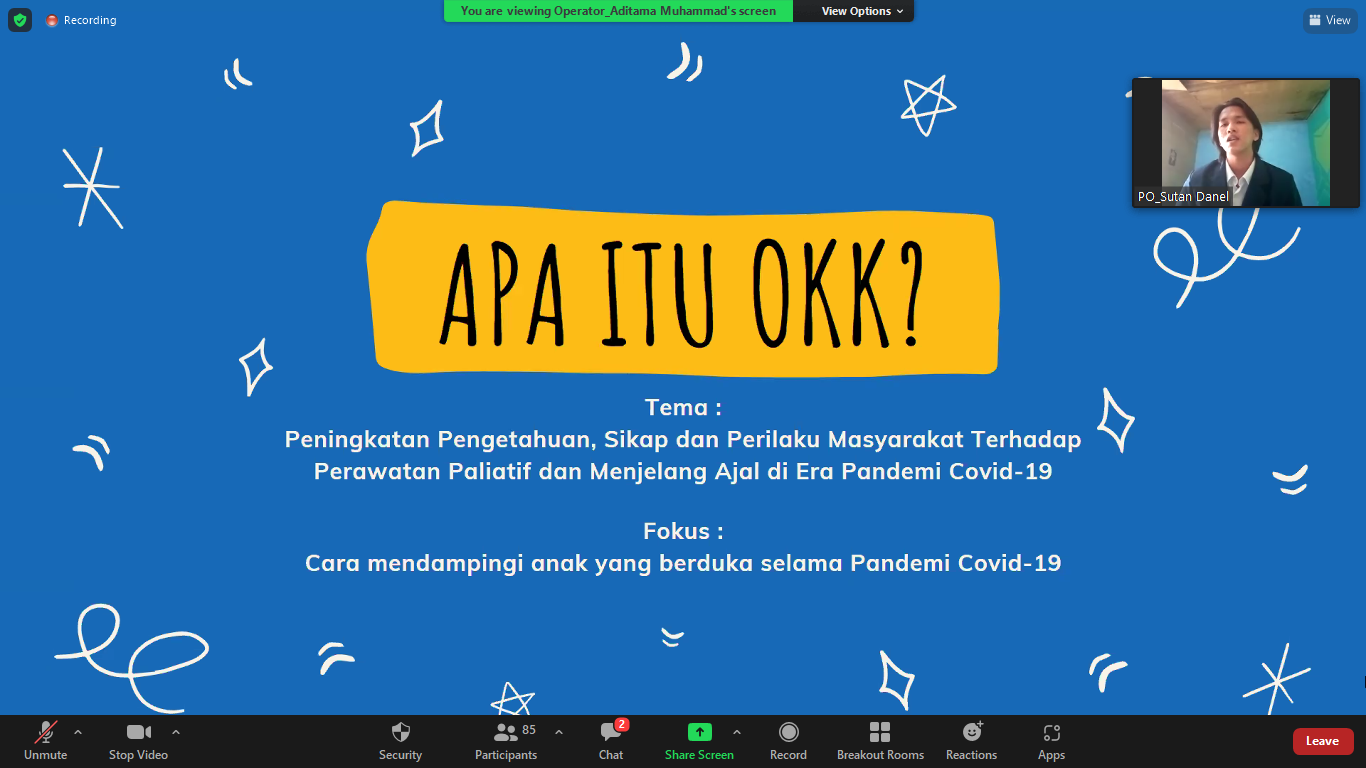 You are viewing Operator_Aditama Muhammad's screen
View Options
Recording
View
PO_Sutan Danel
APA ITU OKK?
Tema :
Peningkatan Pengetahuan, Sikap dan Perilaku Masyarakat Terhadap
Perawatan Paliatif dan Menjelang Ajal di Era Pandemi Covid-19
Fokus :
Cara mendampingi anak yang berduka selama Pandemi Covid-19
Unmute
Stop Video
Security
Participants
85
Chat
2
Share Screen
Record
Breakout Rooms
Reactions
Apps
Leave